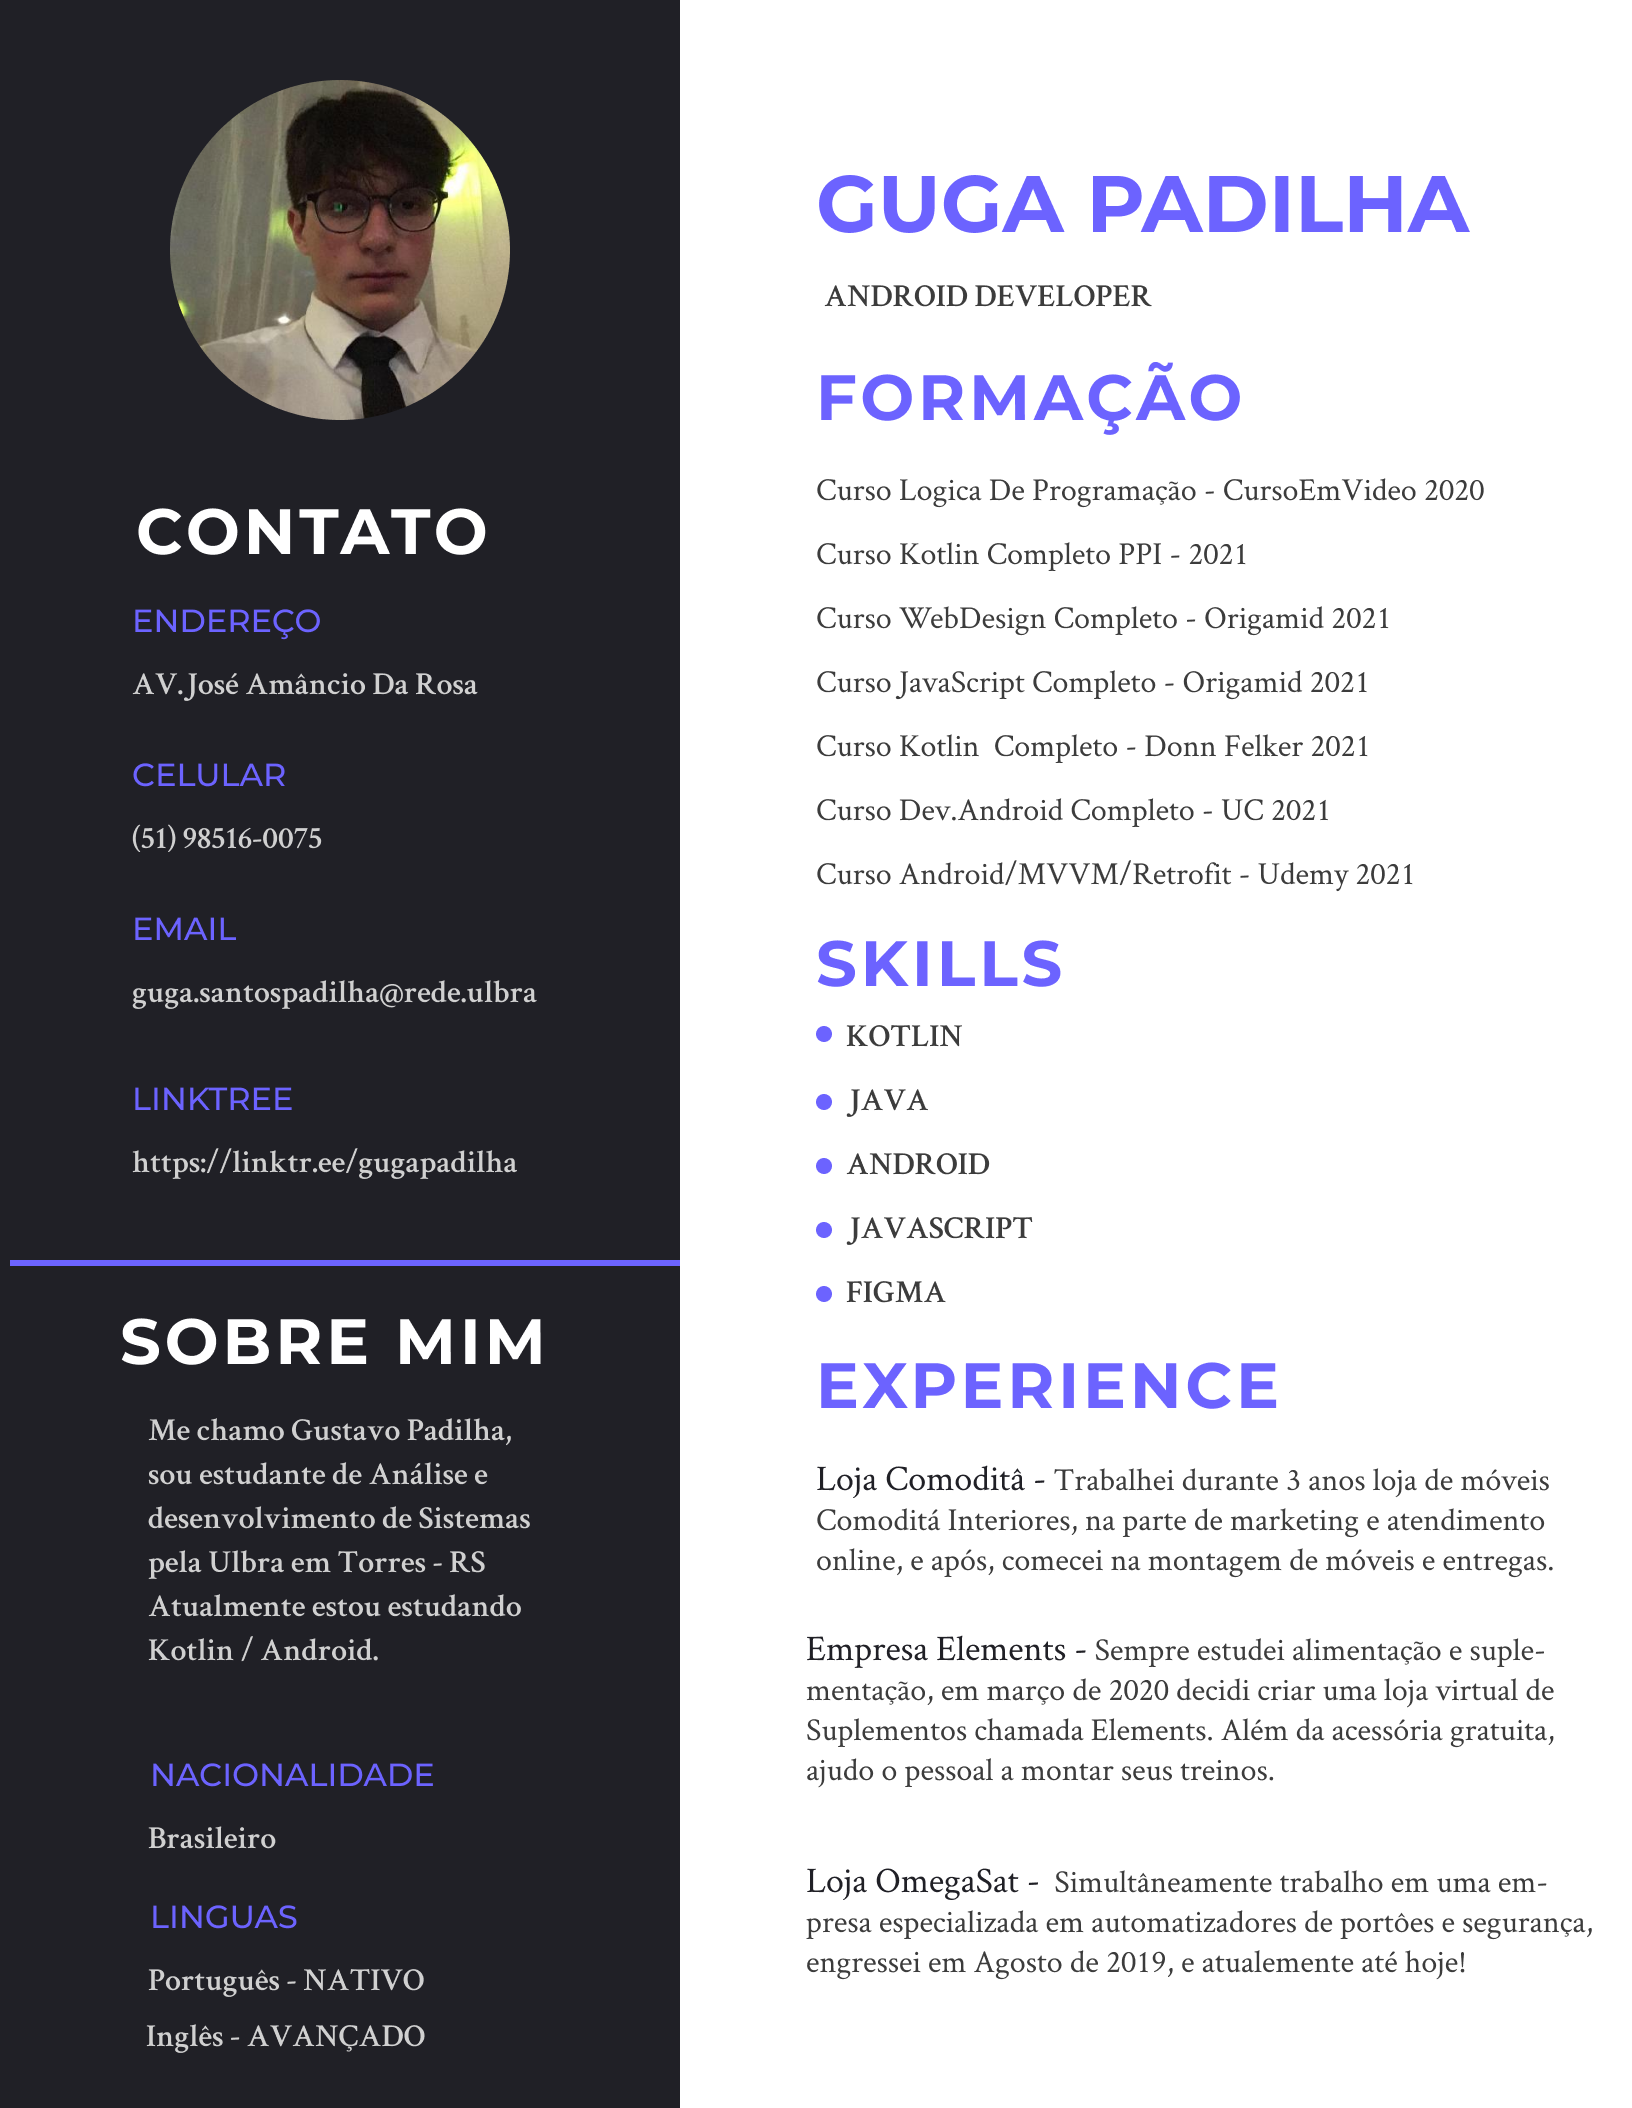 CONTATO
ENDEREÇO
AV.José Amâncio Da Rosa
CELULAR
(51) 98516-0075
EMAIL
guga.santospadilha@rede.ulbra
LINKTREE
https://linktr.ee/gugapadilha
SOBRE MIM
Me chamo Gustavo Padilha,
sou estudante de Análise e
desenvolvimento de Sistemas
pela Ulbra em Torres - RS
Atualmente estou estudando
Kotlin / Android.
NACIONALIDADE
Brasileiro
LINGUAS
Português - NATIVO
Inglês - AVANÇADO
GUGA PADILHA
ANDROID DEVELOPER
FORMAÇÃO
Curso Logica De Programação - CursoEmVideo 2020
Curso Kotlin Completo PPI - 2021
Curso WebDesign Completo - Origamid 2021
Curso JavaScript Completo - Origamid 2021
Curso Kotlin  Completo - Donn Felker 2021
Curso Dev.Android Completo - UC 2021
Curso Android/MVVM/Retrofit - Udemy 2021
SKILLS
KOTLIN
JAVA
ANDROID
JAVASCRIPT
FIGMA
EXPERIENCE
Loja Comoditâ - Trabalhei durante 3 anos loja de móveis
Comoditá Interiores, na parte de marketing e atendimento
online, e após, comecei na montagem de móveis e entregas.
Empresa Elements - Sempre estudei alimentação e suple-
mentação, em março de 2020 decidi criar uma loja virtual de
Suplementos chamada Elements. Além da acessória gratuita,
ajudo o pessoal a montar seus treinos.
Loja OmegaSat -  Simultâneamente trabalho em uma em-
presa especializada em automatizadores de portôes e segurança,
engressei em Agosto de 2019, e atualemente até hoje!